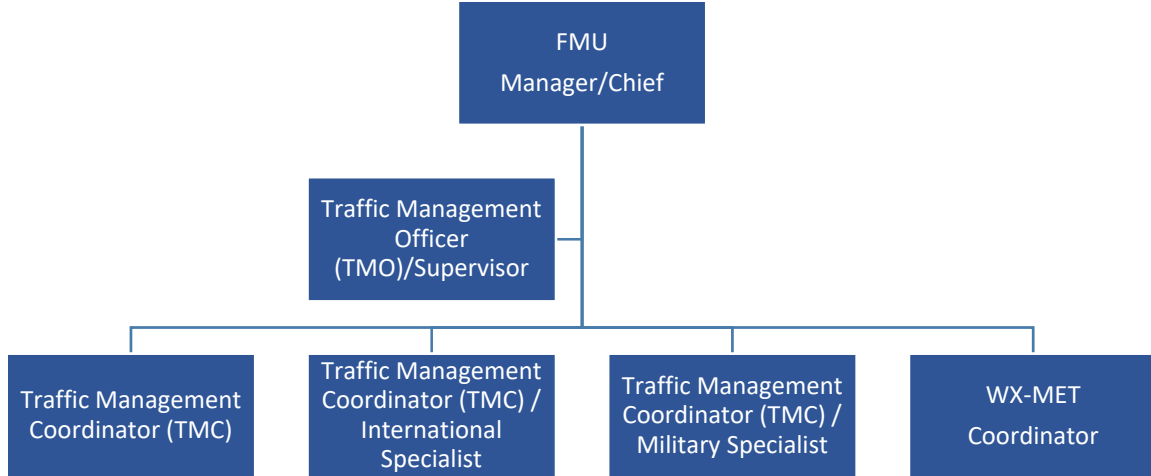 FMU
Manager/Chief
Traffic Management
Officer
(TMO)/Supervisor
Traffic Management
Coordinator (TMC)
Traffic Management
Coordinator (TMC) /
International
Specialist
Traffic Management
Coordinator (TMC) /
Military Specialist
WX-MET
Coordinator